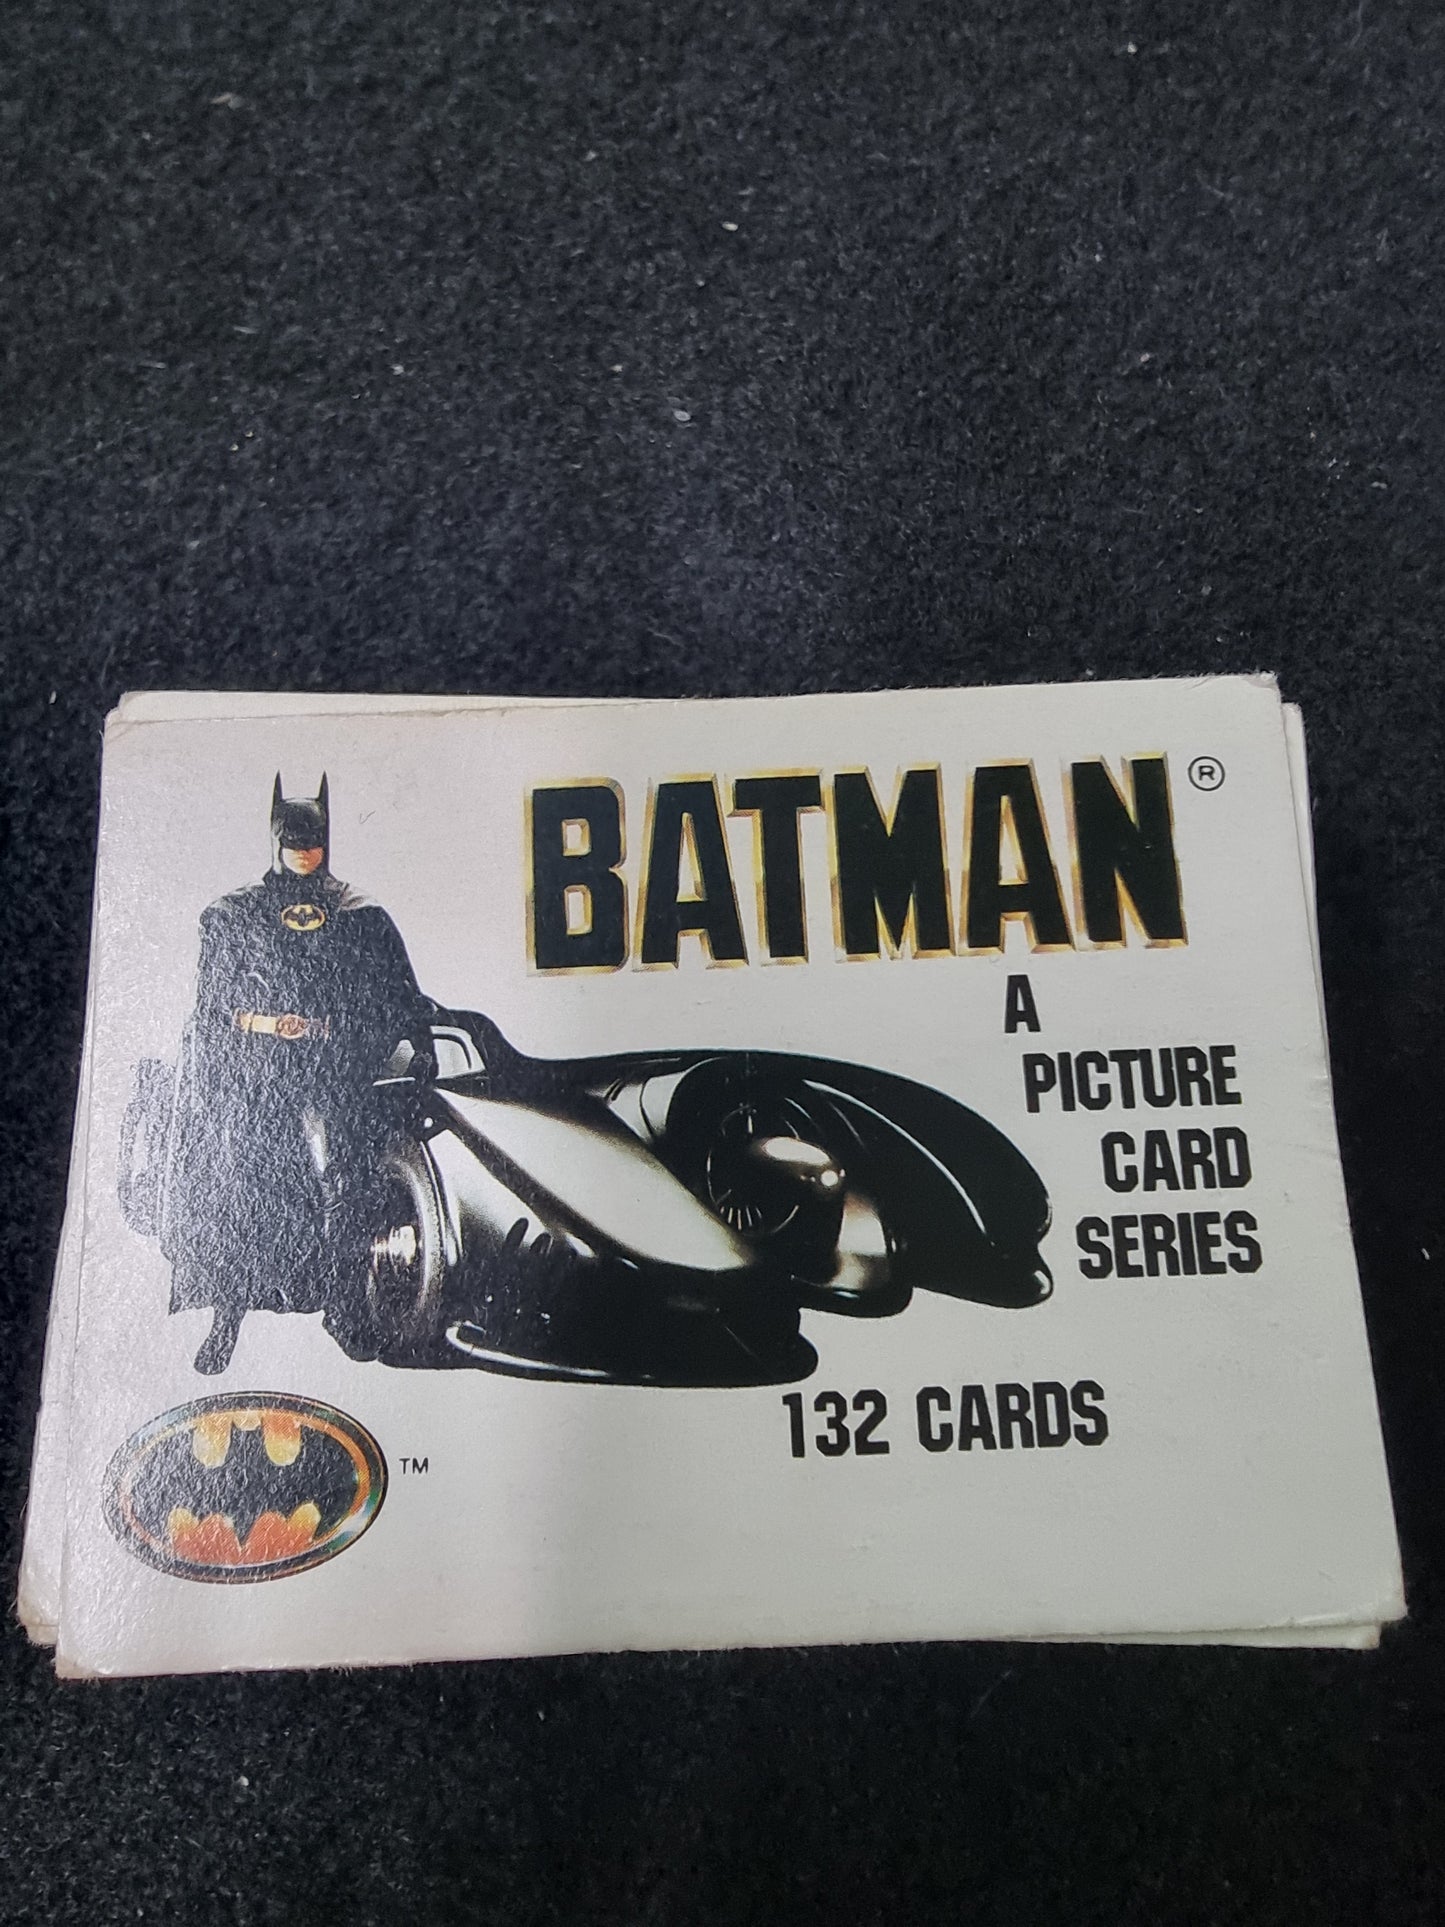 BATMAN®
A
PICTURE
CARD
SERIES
132 CARDS
TM